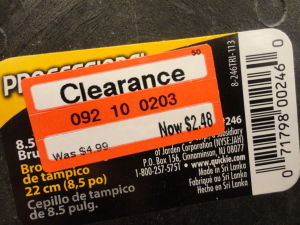 PROFESSIONAL
SO
Clearance
092 10 0203
Was $4.99
Now $2.48
8.5
Bru
Bro
de tampico
22 cm (8,5 po)
Cepillo de tampico
de 8.5 pulg.
246
Subsidiary
of Jarden Corporation (NYSE:JAH)
P.O. Box 156, Cinnaminson, NJ 08077
1-800-257-5751 • www.quickie.com
Made in Sri Lanka
Fabriqué au Sri Lanka
Hecho en Sri Lanka
8-246TRI-113
0 71798 00246 0